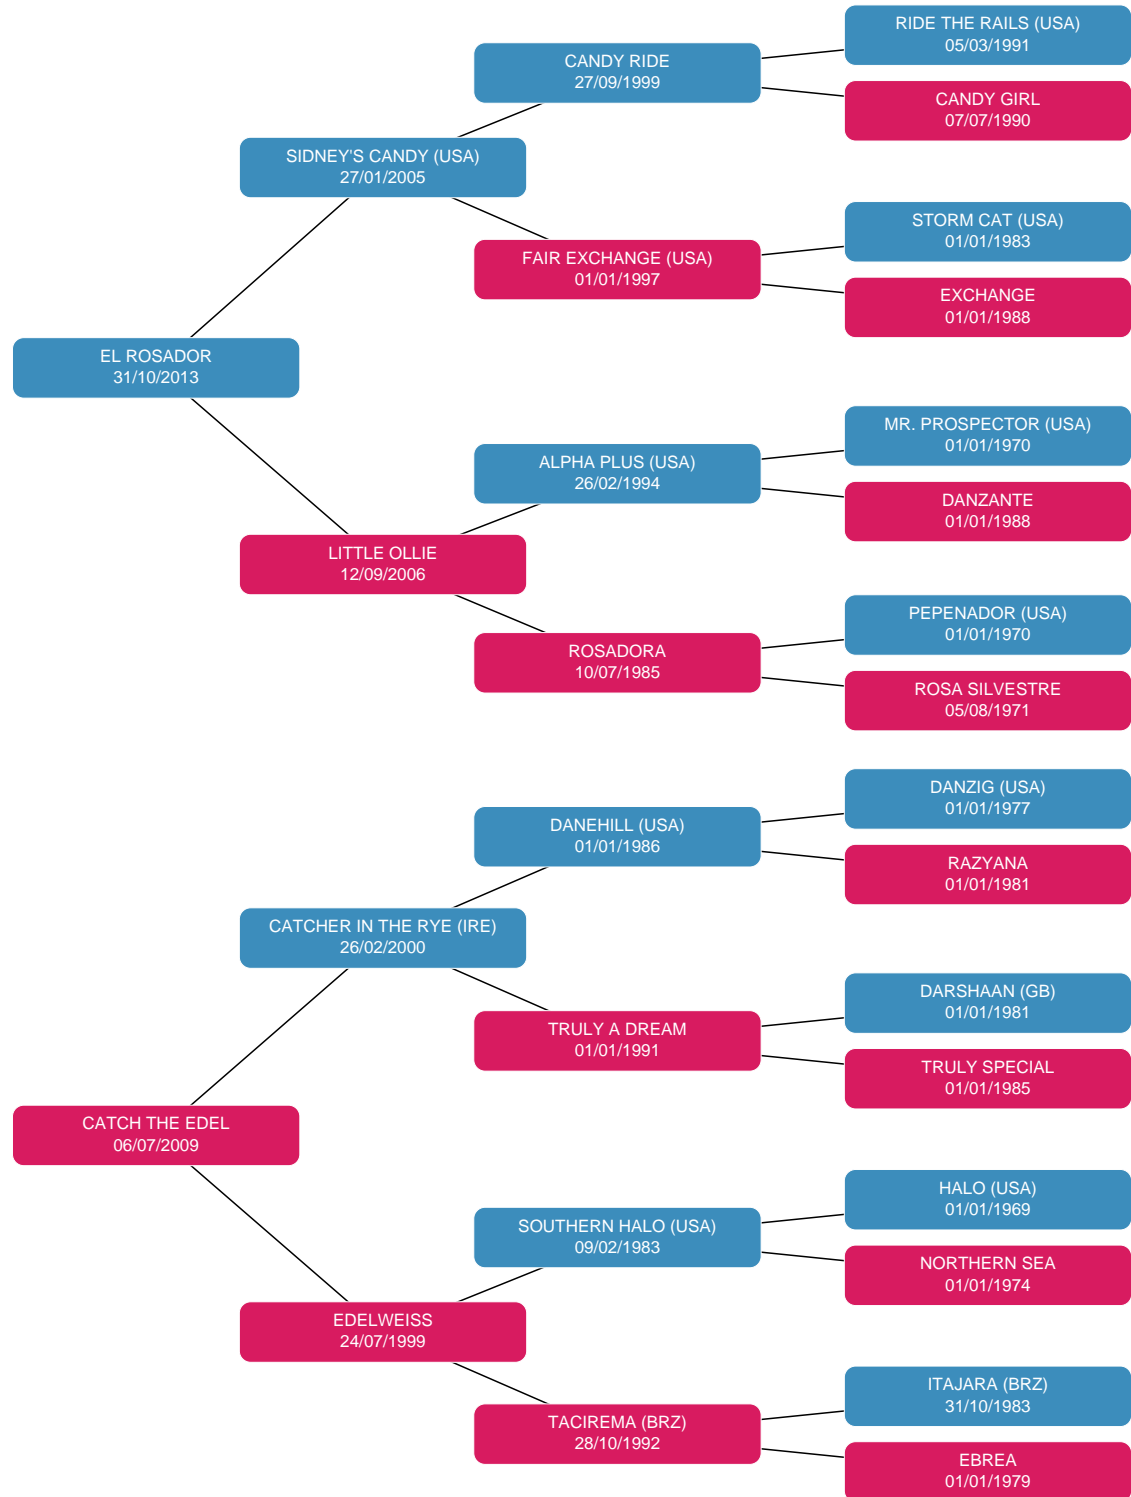 RIDE THE RAILS (USA)
05/03/1991
CANDY RIDE
27/09/1999
CANDY GIRL
07/07/1990
SIDNEY'S CANDY (USA)
27/01/2005
STORM CAT (USA)
01/01/1983
FAIR EXCHANGE (USA)
01/01/1997
EXCHANGE
01/01/1988
EL ROSADOR
31/10/2013
MR. PROSPECTOR (USA)
01/01/1970
ALPHA PLUS (USA)
26/02/1994
DANZANTE
01/01/1988
LITTLE OLLIE
12/09/2006
PEPENADOR (USA)
01/01/1970
ROSADORA
10/07/1985
ROSA SILVESTRE
05/08/1971
DANZIG (USA)
01/01/1977
DANEHILL (USA)
01/01/1986
RAZYANA
01/01/1981
CATCHER IN THE RYE (IRE)
26/02/2000
DARSHAAN (GB)
01/01/1981
TRULY A DREAM
01/01/1991
TRULY SPECIAL
01/01/1985
CATCH THE EDEL
06/07/2009
HALO (USA)
01/01/1969
SOUTHERN HALO (USA)
09/02/1983
NORTHERN SEA
01/01/1974
EDELWEISS
24/07/1999
ITAJARA (BRZ)
31/10/1983
TACIREMA (BRZ)
28/10/1992
EBREA
01/01/1979